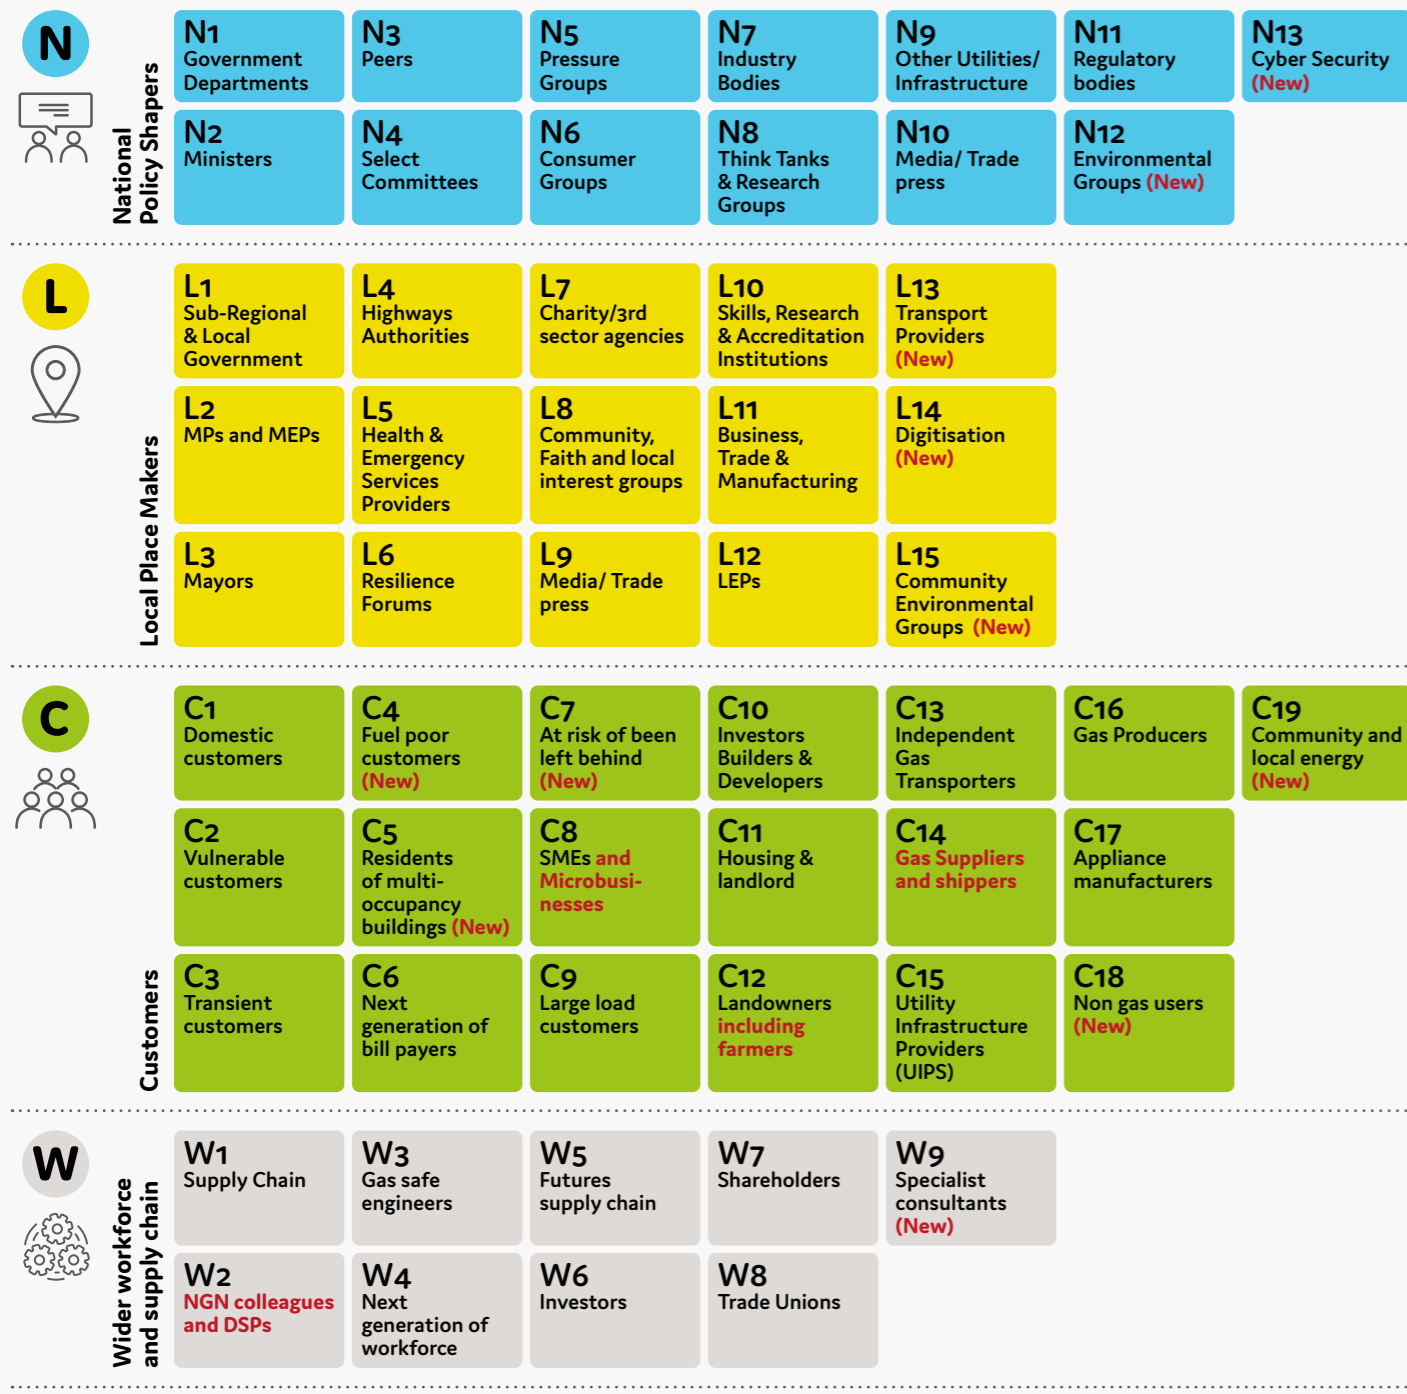 N
National
Policy Shapers
N1
Government
Departments
N3
Peers
N5
Pressure
Groups
N7
Industry
Bodies
N9
Other Utilities/
Infrastructure
N11
Regulatory
bodies
N13
Cyber Security
(New)
N2
Ministers
N4
Select
Committees
N6
Consumer
Groups
N8
Think Tanks
& Research
Groups
N10
Media/ Trade
press
N12
Environmental
Groups (New)
L
Local Place Makers
L1
Sub-Regional
& Local
Government
L4
Highways
Authorities
L7
Charity/3rd
sector agencies
L10
Skills, Research
& Accreditation
Institutions
L13
Transport
Providers
(New)
L2
MPs and MEPs
L5
Health &
Emergency
Services
Providers
L8
Community,
Faith and local
interest groups
L11
Business,
Trade &
Manufacturing
L14
Digitisation
(New)
L3
Mayors
L6
Resilience
Forums
L9
Media/ Trade
press
L12
LEPs
L15
Community
Environmental
Groups (New)
C
Customers
C1
Domestic
customers
C4
Fuel poor
customers
(New)
C7
At risk of been
left behind
(New)
C10
Investors
Builders &
Developers
C13
Independent
Gas
Transporters
C16
Gas Producers
C19
Community and
local energy
(New)
C2
Vulnerable
customers
C5
Residents
of multi-
occupancy
buildings (New)
C8
SMEs and
Microbusi-
nesses
C11
Housing &
landlord
C14
Gas Suppliers
and shippers
C17
Appliance
manufacturers
C3
Transient
customers
C6
Next
generation of
bill payers
C9
Large load
customers
C12
Landowners
including
farmers
C15
Utility
Infrastructure
Providers
(UIPS)
C18
Non gas users
(New)
W
Wider workforce
and supply chain
W1
Supply Chain
W3
Gas safe
engineers
W5
Futures
supply chain
W7
Shareholders
W9
Specialist
consultants
(New)
W2
NGN colleagues
and DSPs
W4
Next
generation of
workforce
W6
Investors
W8
Trade Unions